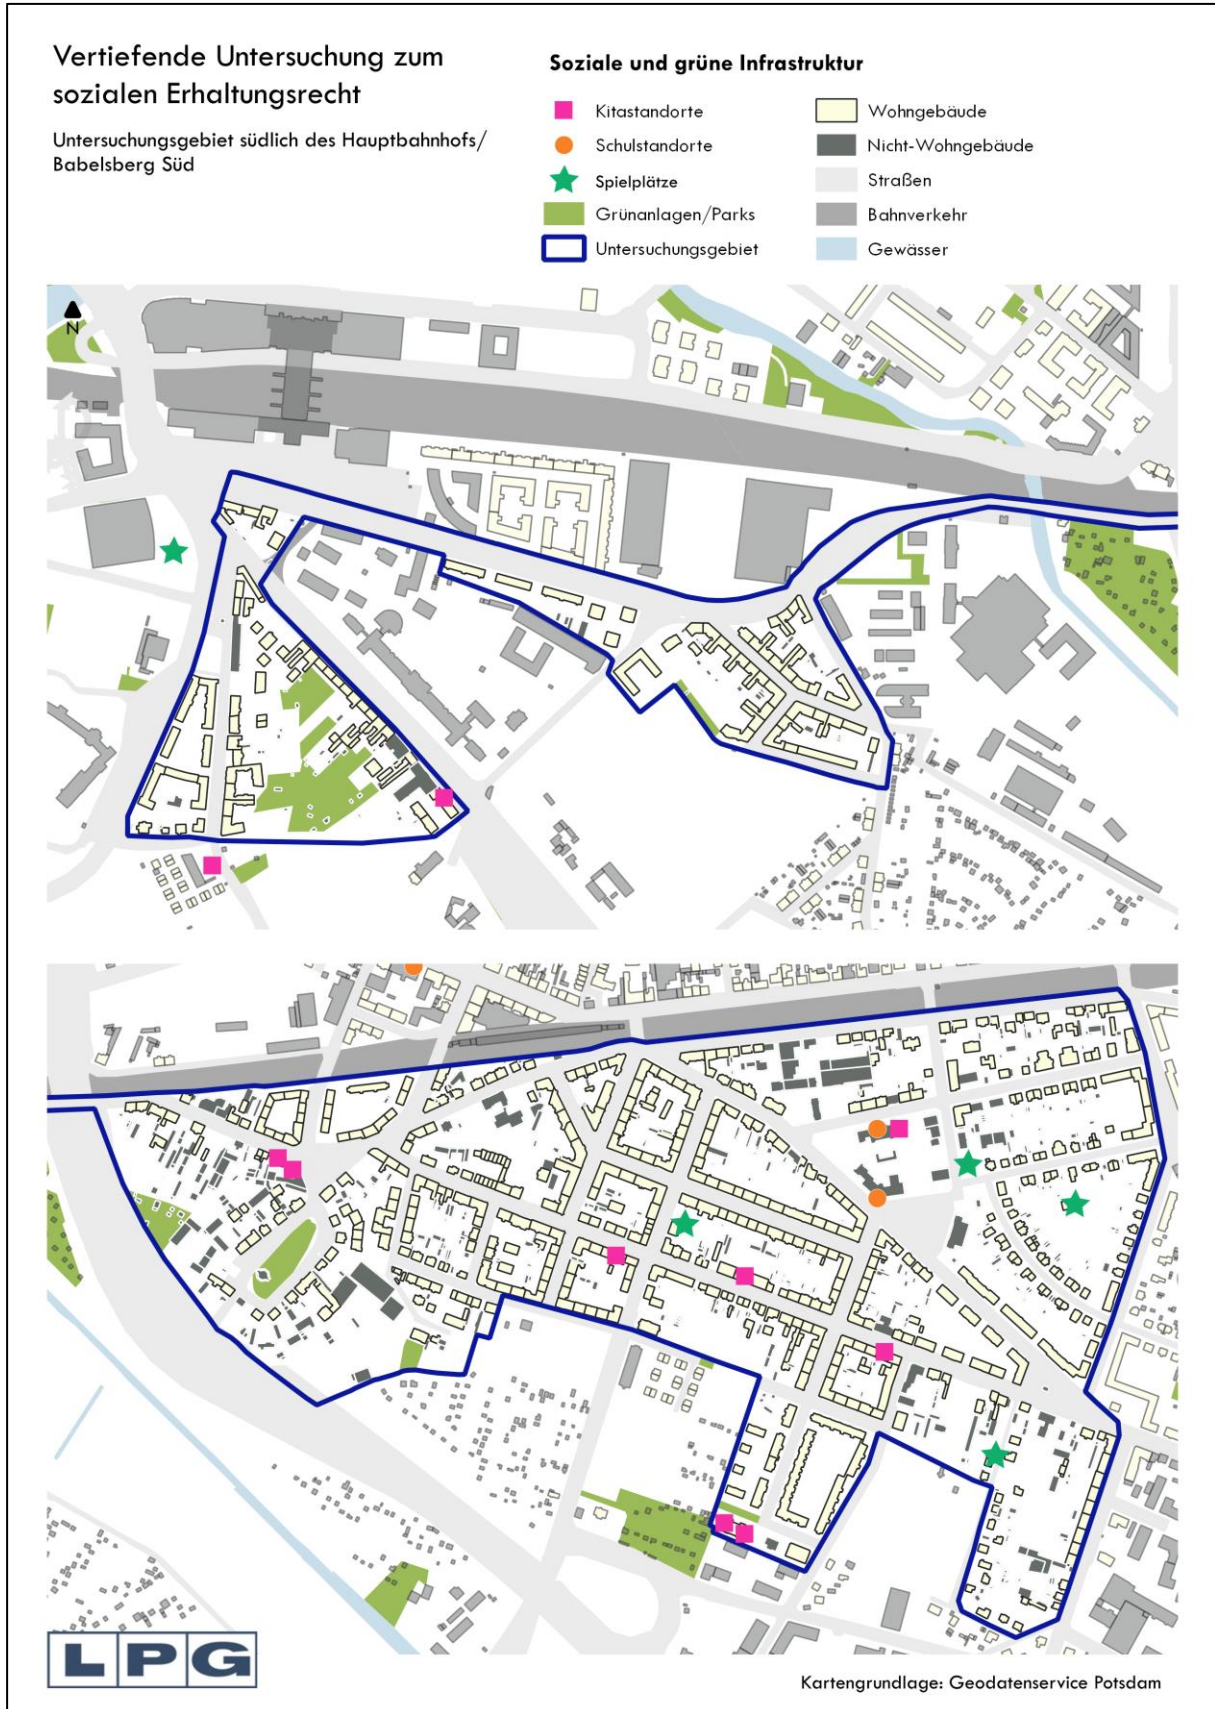 Vertiefende Untersuchung zum
sozialen Erhaltungsrecht
Untersuchungsgebiet südlich des Hauptbahnhofs/
Babelsberg Süd
Soziale und grüne Infrastruktur
Kitastandorte
Schulstandorte
Spielplätze
Grünanlagen/Parks
Untersuchungsgebiet
Wohngebäude
Nicht-Wohngebäude
Straßen
Bahnverkehr
Gewässer
N
LPG
Kartengrundlage: Geodatenservice Potsdam